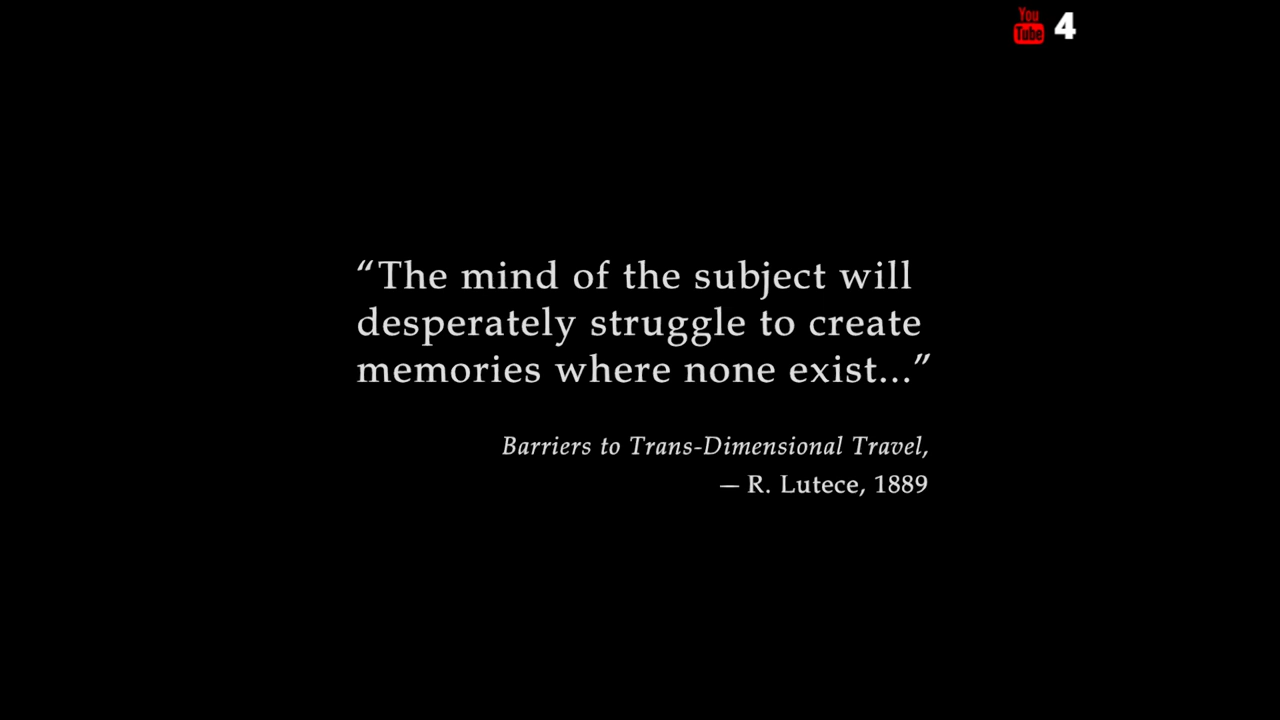 You
Tube 4
“The mind of the subject will
desperately struggle to create
memories where none exist...”
Barriers to Trans-Dimensional Travel,
— R. Lutece, 1889